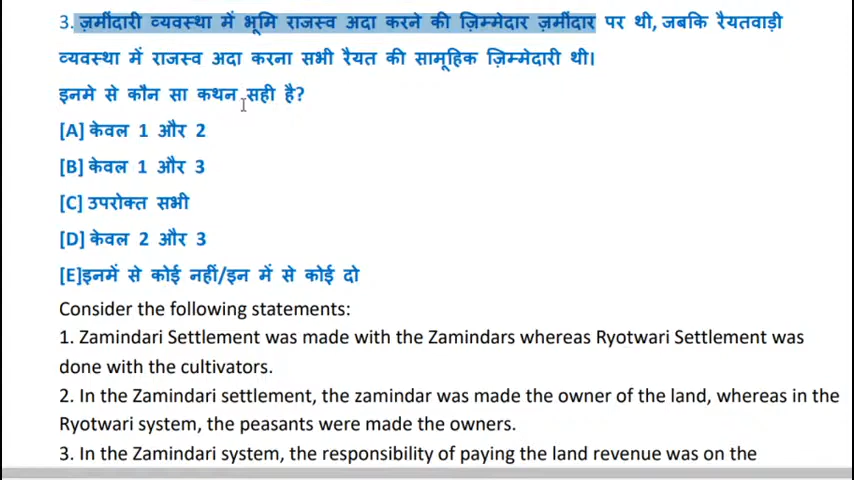 3. ज़मींदारी व्यवस्था में भूमि राजस्व अदा करने की ज़िम्मेदार ज़मींदार पर थी, जबकि रैयतवाड़ी
व्यवस्था में राजस्व अदा करना सभी रैयत की सामूहिक ज़िम्मेदारी थी।
इनमे से कौन सा कथन सही है?
[A] केवल 1 और 2
[B] केवल 1 और 3
[C] उपरोक्त सभी
[D] केवल 2 और 3
[E]इनमें से कोई नहीं/इन में से कोई दो
Consider the following statements:
1. Zamindari Settlement was made with the Zamindars whereas Ryotwari Settlement was
done with the cultivators.
2. In the Zamindari settlement, the zamindar was made the owner of the land, whereas in the
Ryotwari system, the peasants were made the owners.
3. In the Zamindari system, the responsibility of paying the land revenue was on the